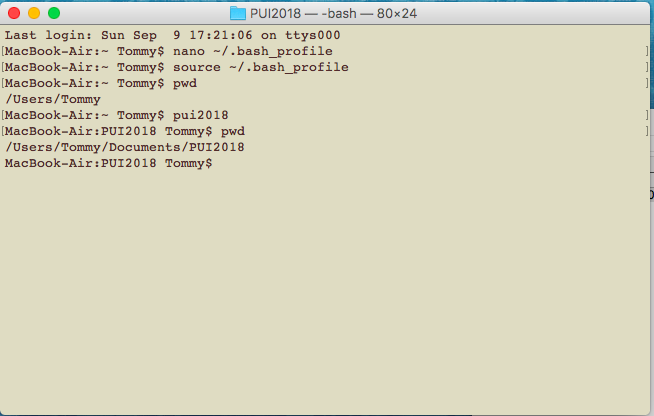 PUI2018 — -bash — 80×24
Last login: Sun Sep  9 17:21:06 on ttys000
[MacBook-Air:~ Tommy$ nano ~/.bash_profile ]
[MacBook-Air:~ Tommy$ source ~/.bash_profile ]
[MacBook-Air:~ Tommy$ pwd ]
/Users/Tommy
[MacBook-Air:~ Tommy$ pui2018 ]
[MacBook-Air:PUI2018 Tommy$ pwd ]
/Users/Tommy/Documents/PUI2018
MacBook-Air:PUI2018 Tommy$